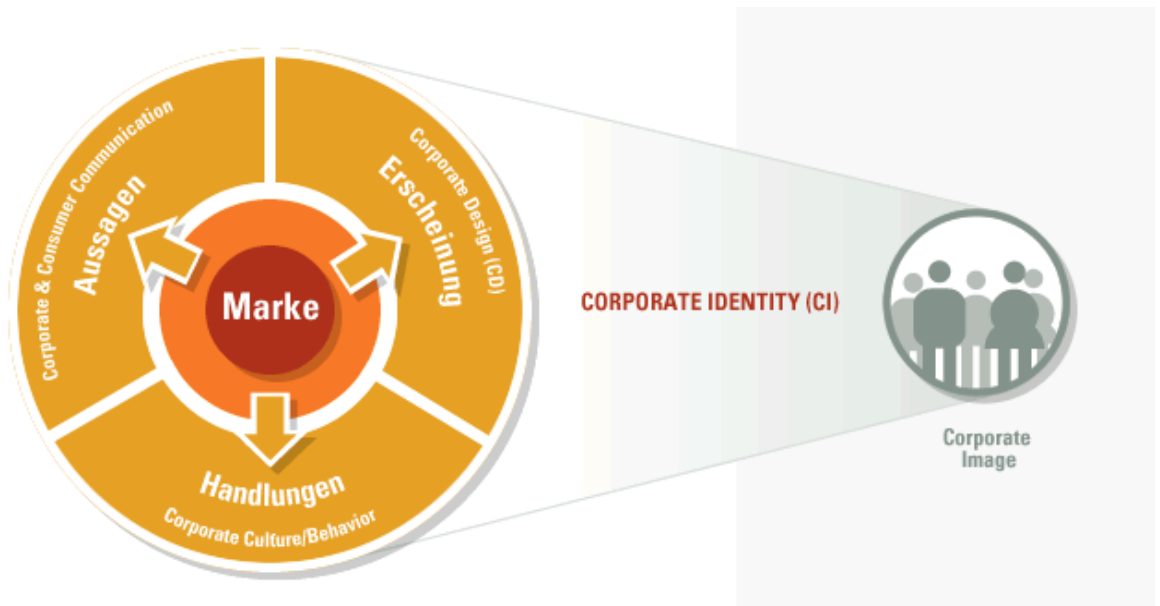 Corporate & Consumer Communication
Aussagen
Erscheinung
Corporate Design (CD)
Marke
Handlungen
Corporate Culture/Behavior
CORPORATE IDENTITY (CI)
Corporate
Image